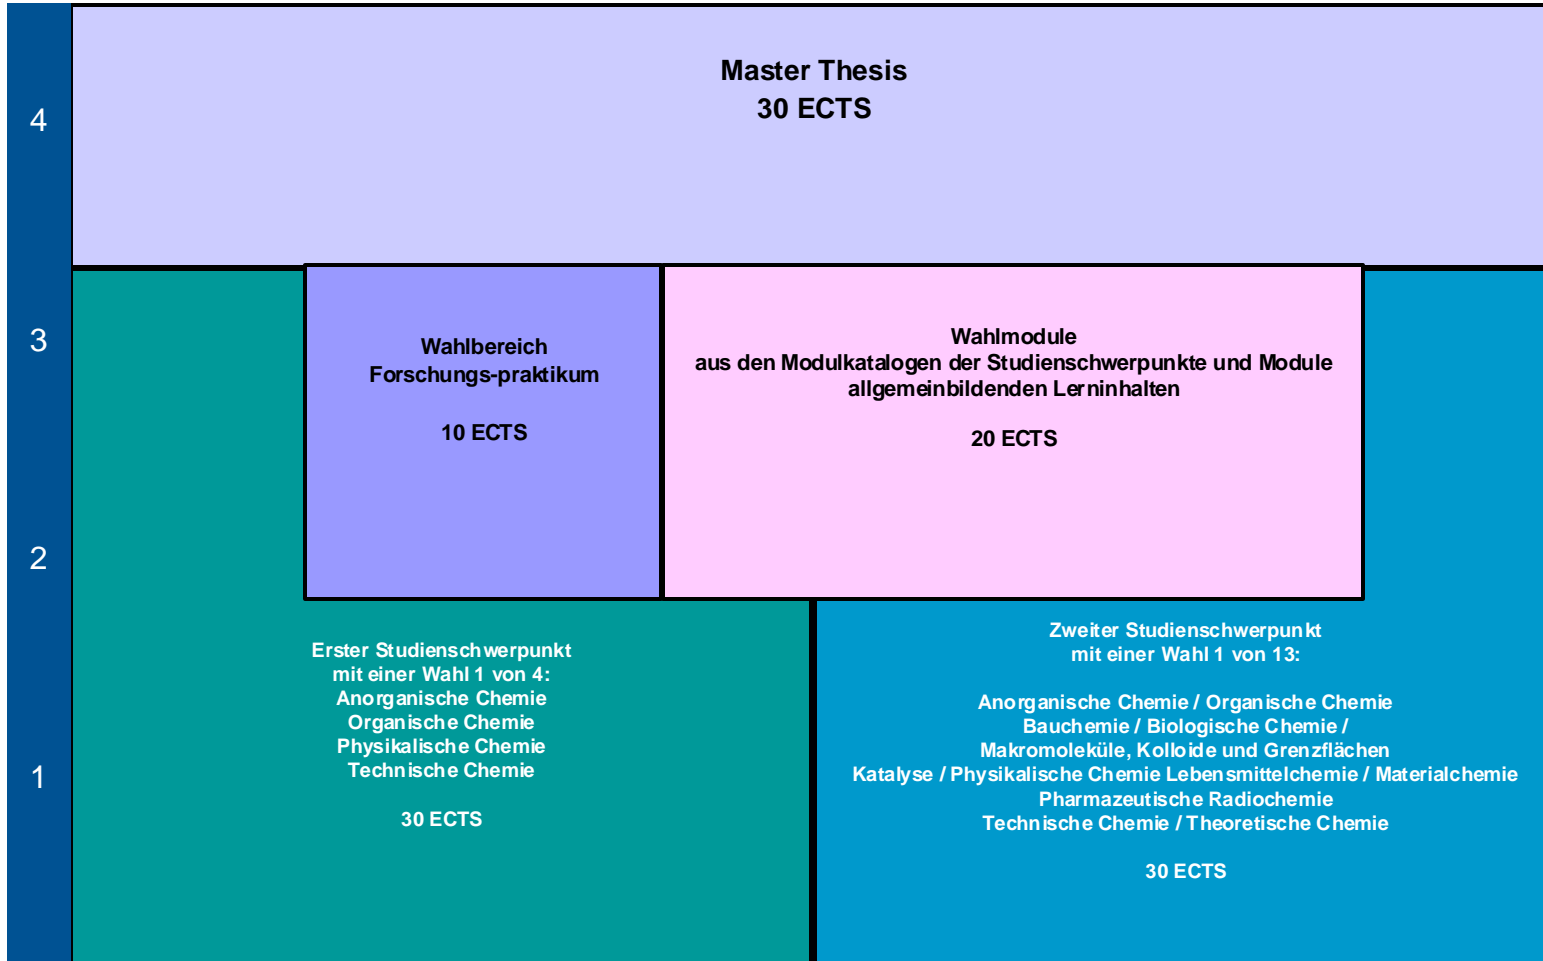 4
Master Thesis
30 ECTS
3
Wahlbereich
Forschungs-praktikum
10 ECTS
Wahlmodule
aus den Modulkatalogen der Studienschwerpunkte und Module
allgemeinbildenden Lerninhalten
20 ECTS
2
1
Erster Studienschwerpunkt
mit einer Wahl 1 von 4:
Anorganische Chemie
Organische Chemie
Physikalische Chemie
Technische Chemie
30 ECTS
Zweiter Studienschwerpunkt
mit einer Wahl 1 von 13:
Anorganische Chemie / Organische Chemie
Bauchemie / Biologische Chemie /
Makromoleküle, Kolloide und Grenzflächen
Katalyse / Physikalische Chemie Lebensmittelchemie / Materialchemie
Pharmazeutische Radiochemie
Technische Chemie / Theoretische Chemie
30 ECTS